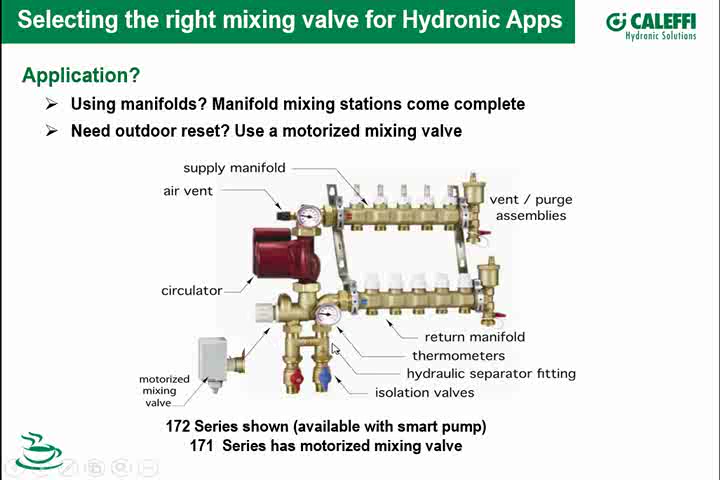 Selecting the right mixing valve for Hydronic Apps
CALEFFI
Hydronic Solutions
Application?
Using manifolds? Manifold mixing stations come complete
Need outdoor reset? Use a motorized mixing valve
supply manifold
air vent
vent / purge
assemblies
circulator
return manifold
thermometers
hydraulic separator fitting
motorized
mixing
valve
isolation valves
172 Series shown (available with smart pump)
171 Series has motorized mixing valve